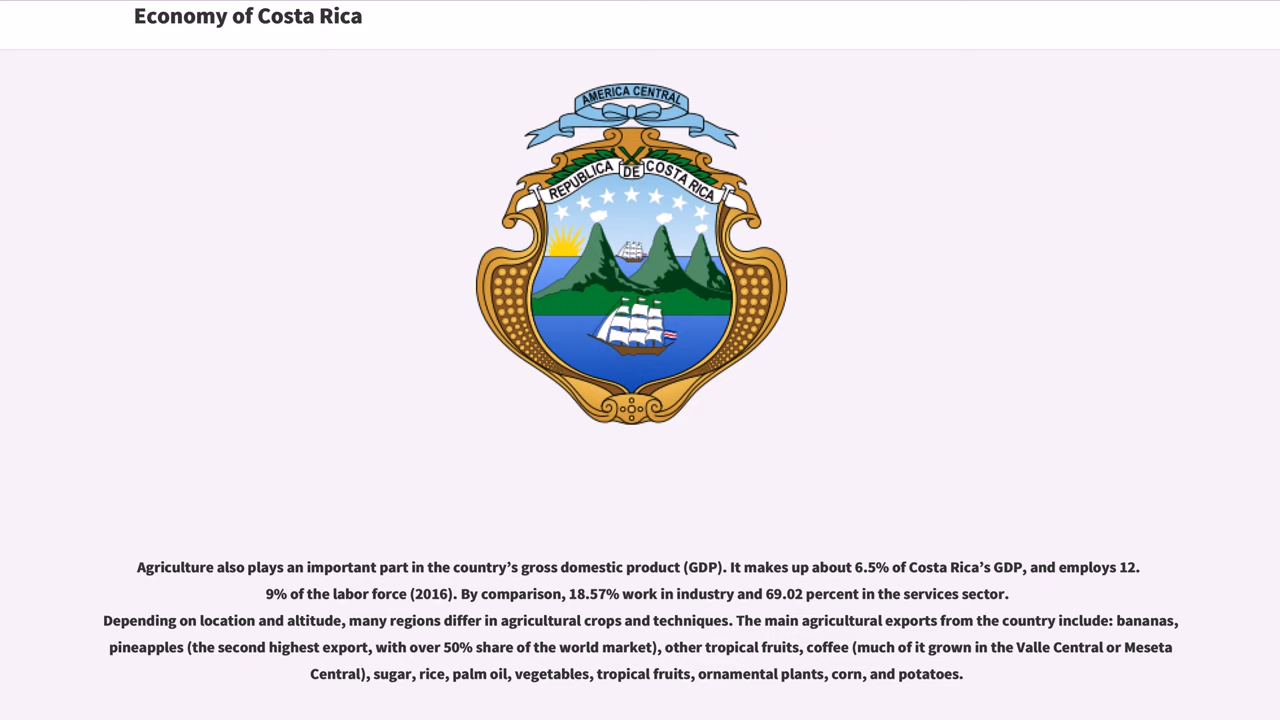 Economy of Costa Rica
AMERICA CENTRAL
REPUBLICA DE COSTA RICA
Agriculture also plays an important part in the country’s gross domestic product (GDP). It makes up about 6.5% of Costa Rica’s GDP, and employs 12.
9% of the labor force (2016). By comparison, 18.57% work in industry and 69.02 percent in the services sector.
Depending on location and altitude, many regions differ in agricultural crops and techniques. The main agricultural exports from the country include: bananas,
pineapples (the second highest export, with over 50% share of the world market), other tropical fruits, coffee (much of it grown in the Valle Central or Meseta
Central), sugar, rice, palm oil, vegetables, tropical fruits, ornamental plants, corn, and potatoes.